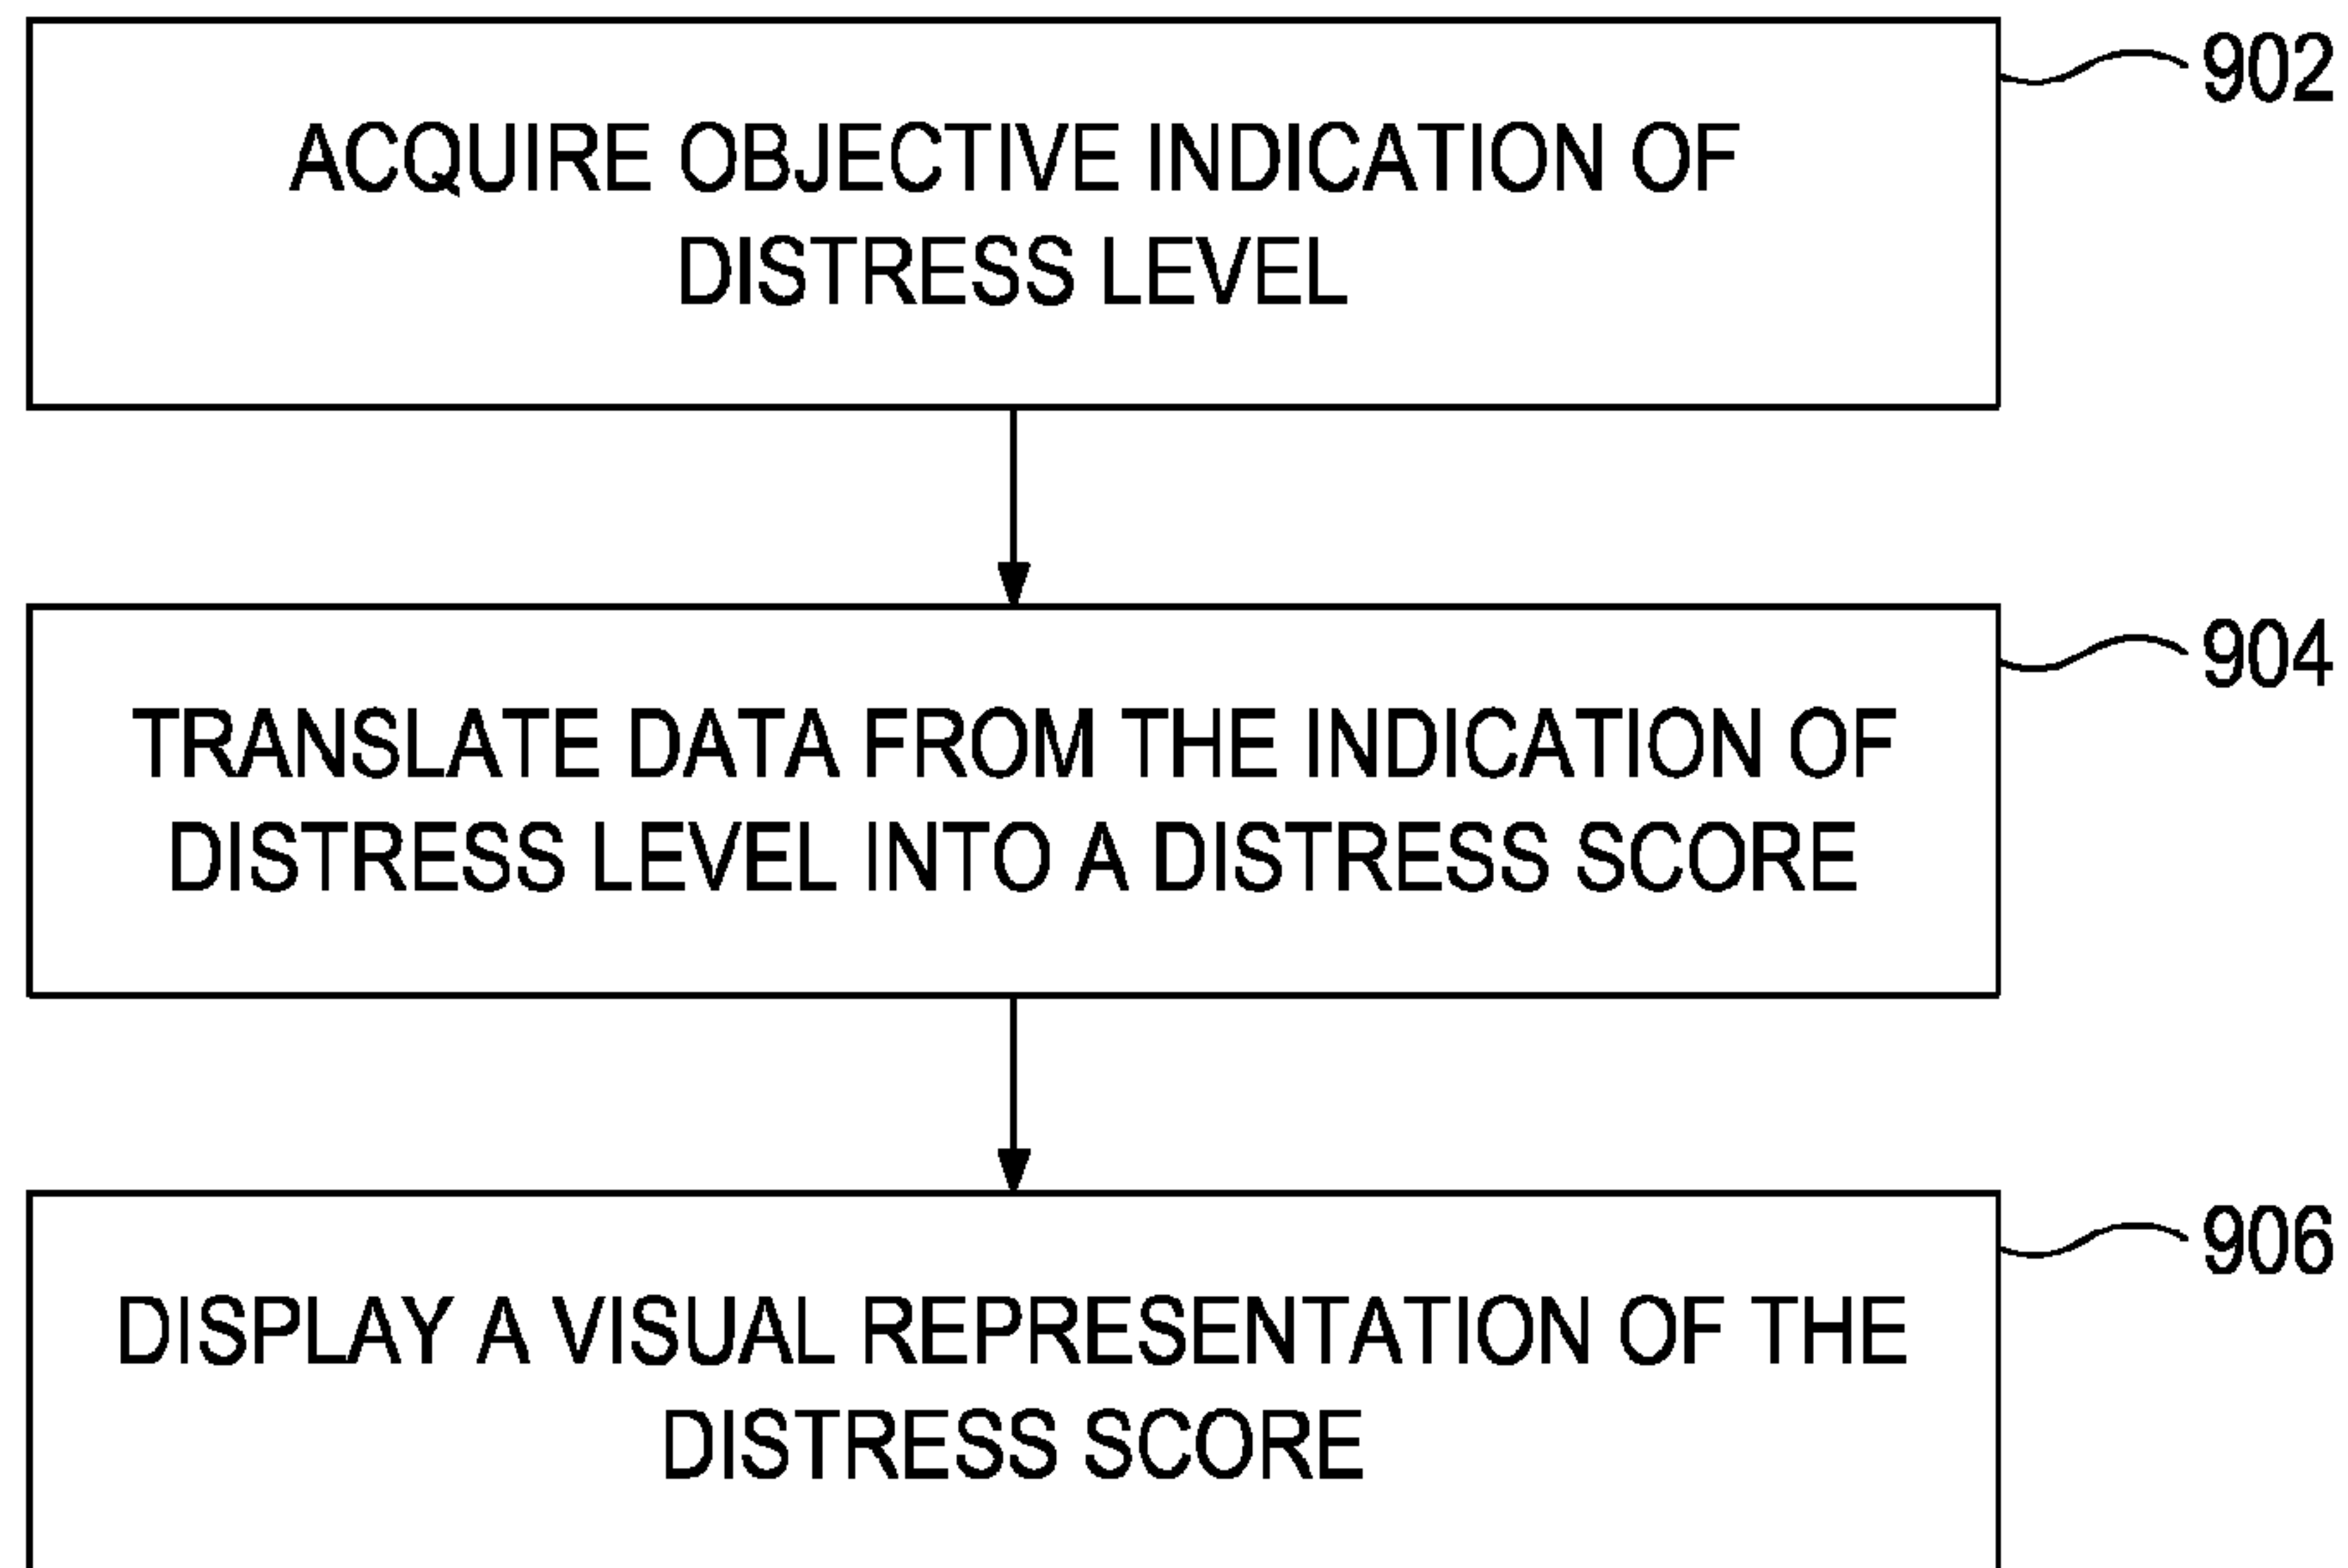 902
ACQUIRE OBJECTIVE INDICATION OF
DISTRESS LEVEL
904
TRANSLATE DATA FROM THE INDICATION OF
DISTRESS LEVEL INTO A DISTRESS SCORE
906
DISPLAY A VISUAL REPRESENTATION OF THE
DISTRESS SCORE